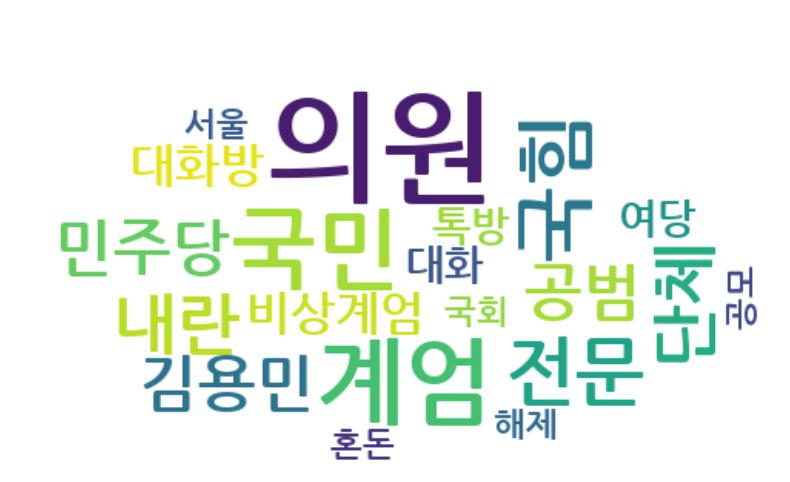 서울
의원
국힘
대화방
민주당
국민
톡방
여당
대화
단체
내란
비상계엄
국회
공범
공모
김용민
계엄
전문
해제
혼돈